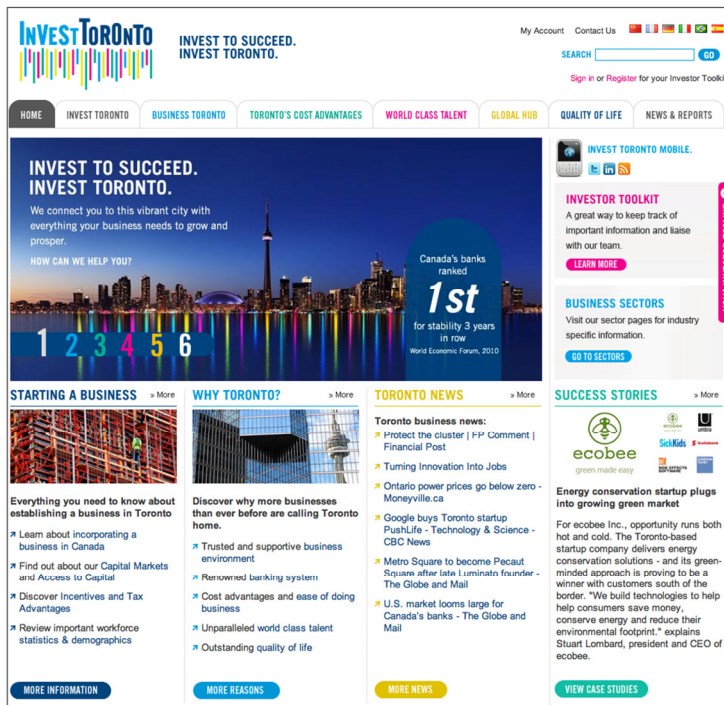 InVEST TORONTO
INVEST TO SUCCEED.
INVEST TORONTO.
My Account
Contact Us
SEARCH
GO
Sign in or Register for your Investor Toolki
HOME
INVEST TORONTO
BUSINESS TORONTO
TORONTO'S COST ADVANTAGES
WORLD CLASS TALENT
GLOBAL HUB
QUALITY OF LIFE
NEWS & REPORTS
INVEST TO SUCCEED.
INVEST TORONTO.
We connect you to this vibrant city with
everything your business needs to grow and
prosper.
HOW CAN WE HELP YOU?
Canada's banks
ranked
1st
for stability 3 years
in row
World Economic Forum, 2010
1 2 3 4 5 6
INVEST TORONTO MOBILE.
INVESTOR TOOLKIT
A great way to keep track of
important information and liaise
with our team.
LEARN MORE
BUSINESS SECTORS
Visit our sector pages for industry
specific information.
GO TO SECTORS
STARTING A BUSINESS
» More
Everything you need to know about
establishing a business in Toronto
Learn about incorporating a
business in Canada
Find out about our Capital Markets
and Access to Capital
Discover Incentives and Tax
Advantages
Review important workforce
statistics & demographics
MORE INFORMATION
WHY TORONTO?
» More
Discover why more businesses
than ever before are calling Toronto
home.
Trusted and supportive business
environment
Renowned banking system
Cost advantages and ease of doing
business
Unparalleled world class talent
Outstanding quality of life
MORE REASONS
TORONTO NEWS
» More
Toronto business news:
Protect the cluster | FP Comment |
Financial Post
Turning Innovation Into Jobs
Ontario power prices go below zero -
Moneyville.ca
Google buys Toronto startup
PushLife - Technology & Science -
CBC News
Metro Square to become Pecaut
Square after late Luminato founder -
The Globe and Mail
U.S. market looms large for
Canada's banks - The Globe and
Mail
MORE NEWS
SUCCESS STORIES
» More
ecobee
green made easy
ecobee
umbra
SickKids
Scotiabank
SIDE EFFECTS
SOFTWARE
Energy conservation startup plugs
into growing green market
For ecobee Inc., opportunity runs both
hot and cold. The Toronto-based
startup company delivers energy
conservation solutions - and its green-
minded approach is proving to be a
winner with customers south of the
border. "We build technologies to help
help consumers save money,
conserve energy and reduce their
environmental footprint." explains
Stuart Lombard, president and CEO of
ecobee.
VIEW CASE STUDIES